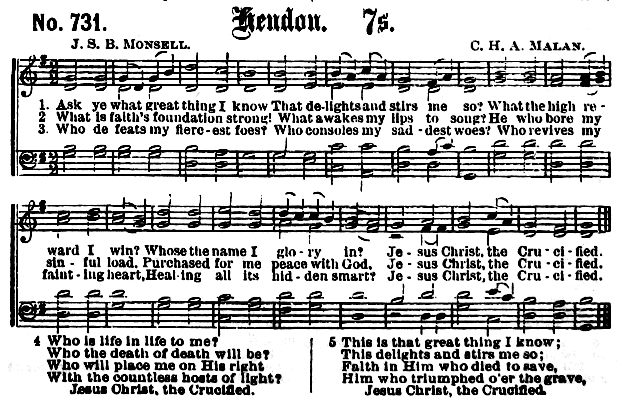 No. 731. Hendon. 7s.
J. S. B. MONSELL. C. H. A. MALAN.
1. Ask ye what great thing I know That de-lights and stirs me so? What the high re-
2 What is faith's foundation strong! What awakes my lips to song? He who bore my
3. Who de feats my fierc-est foes? Who consoles my sad-dest woes? Who revives my
ward I win? Whose the name I glo-ry in? Je-sus Christ, the Cru-ci-fied.
sin-ful load, Purchased for me peace with God, Je-sus Christ, the Cru-ci-fied.
faint-ing heart, Heal-ing all its hid-den smart? Je-sus Christ, the Cru-ci-fied.
4 Who is life in life to me?
Who the death of death will be?
Who will place me on His right
With the countless hosts of light?
Jesus Christ, the Crucified.
5 This is that great thing I know;
This delights and stirs me so;
Faith in Him who died to save,
Him who triumphed o'er the grave,
Jesus Christ, the Crucified.